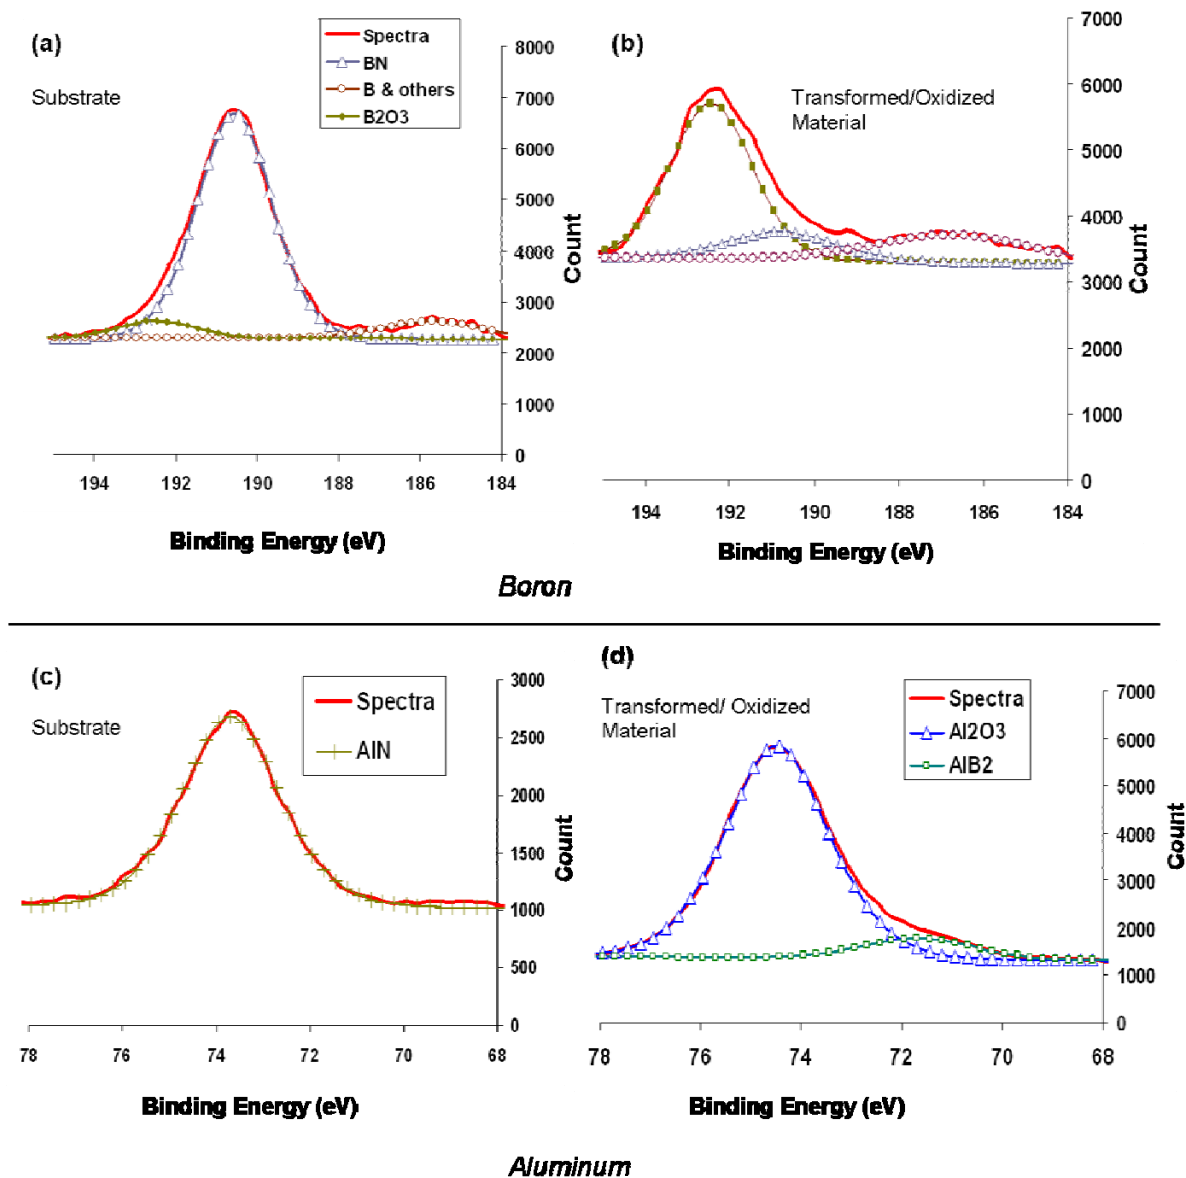 (a)
Substrate
Spectra
BN
B & others
B2O3
8000
7000
6000
5000
4000
3000
2000
1000
0
Count
194
192
190
188
186
184
Binding Energy (eV)
(b)
Transformed/Oxidized
Material
7000
6000
5000
4000
3000
2000
1000
0
Count
194
192
190
188
186
184
Binding Energy (eV)
Boron
(c)
Substrate
Spectra
AlN
3000
2500
2000
1500
1000
500
0
Count
78
76
74
72
70
68
Binding Energy (eV)
(d)
Transformed/ Oxidized
Material
Spectra
Al2O3
AlB2
7000
6000
5000
4000
3000
2000
1000
0
Count
78
76
74
72
70
68
Binding Energy (eV)
Aluminum